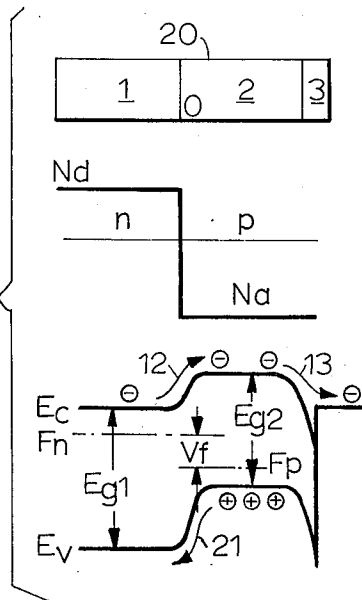 20
1 0 2 3
Nd
n p
Na
12 ⊖ ⊖ 13
⊖ ⊖
Ec
Eg2
Fn
Vf
Fp
Eg1
⊕ ⊕ ⊕
Ev
21